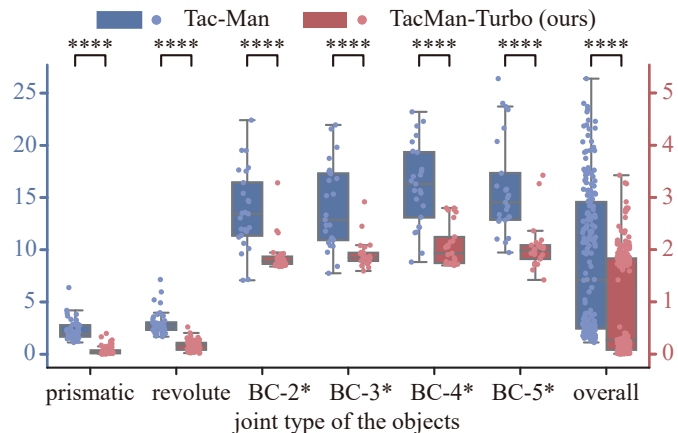 Tac-Man TacMan-Turbo (ours)
**** **** **** **** **** **** ****
25 5
20 4
15 3
10 2
5 1
0 0
prismatic revolute BC-2* BC-3* BC-4* BC-5* overall
joint type of the objects